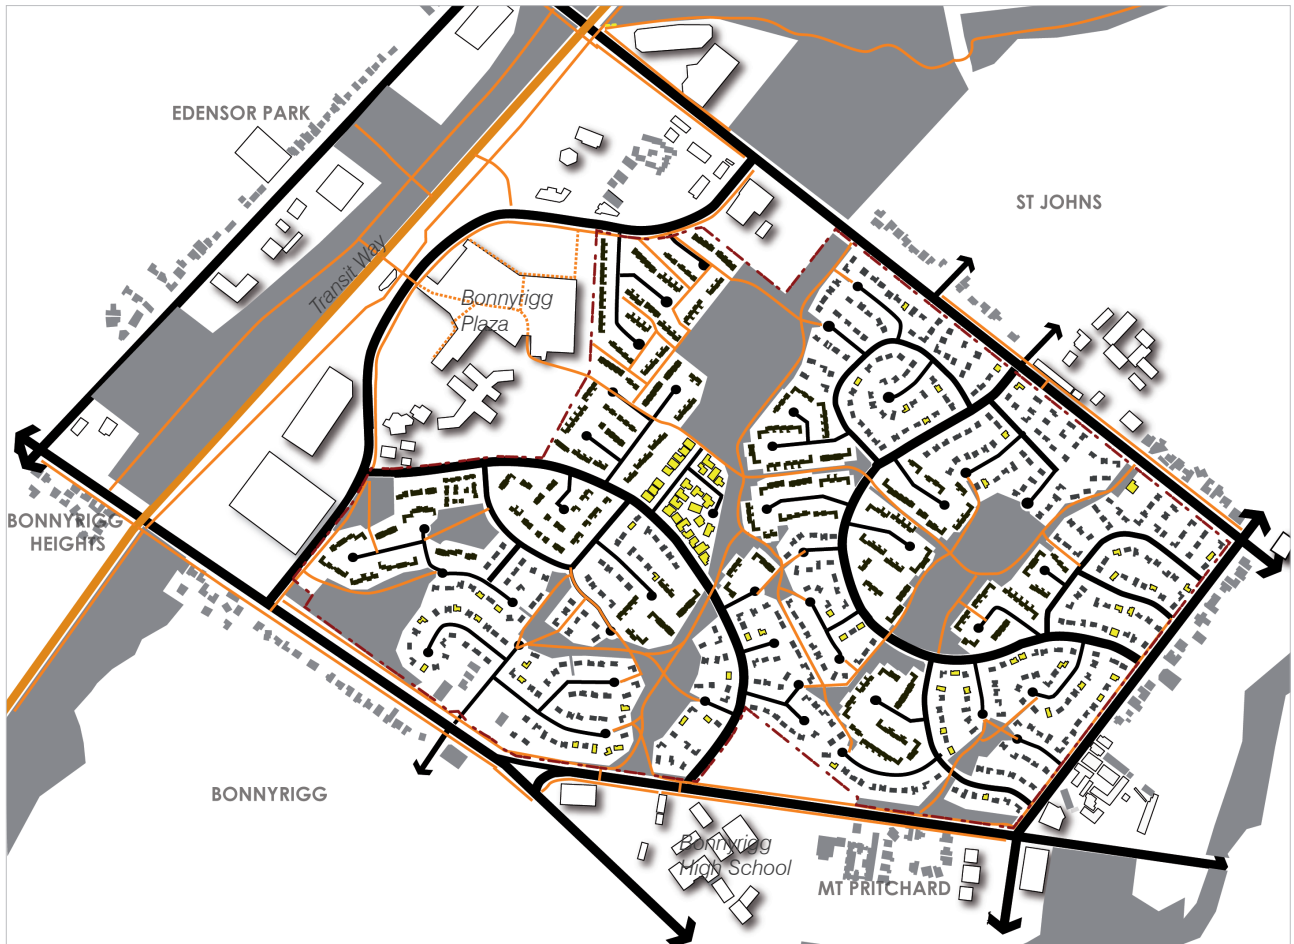 EDENSOR PARK
ST JOHNS
Transit Way
Bonnyrigg
Plaza
BONNYRIGG
HEIGHTS
BONNYRIGG
Bonnyrigg
High School
MT PRITCHARD